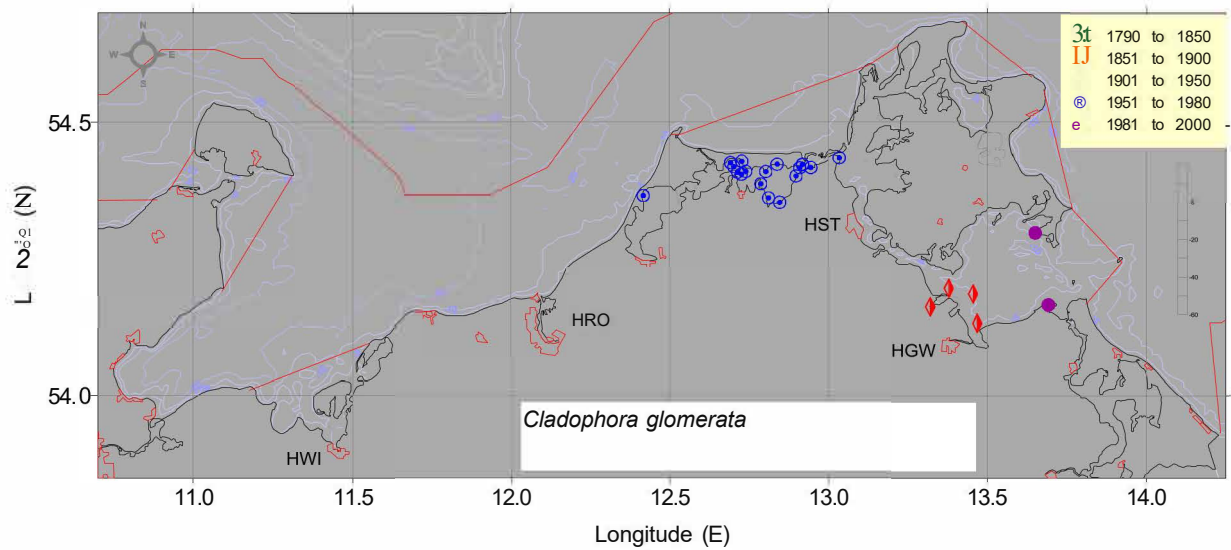 N
W E
S
3t 1790 to 1850
IJ 1851 to 1900
1901 to 1950
® 1951 to 1980
e 1981 to 2000
54.5
54.0
HST
HRO
HGW
HWI
-20
-40
-60
Cladophora glomerata
11.0 11.5 12.0 12.5 13.0 13.5 14.0
Longitude (E)